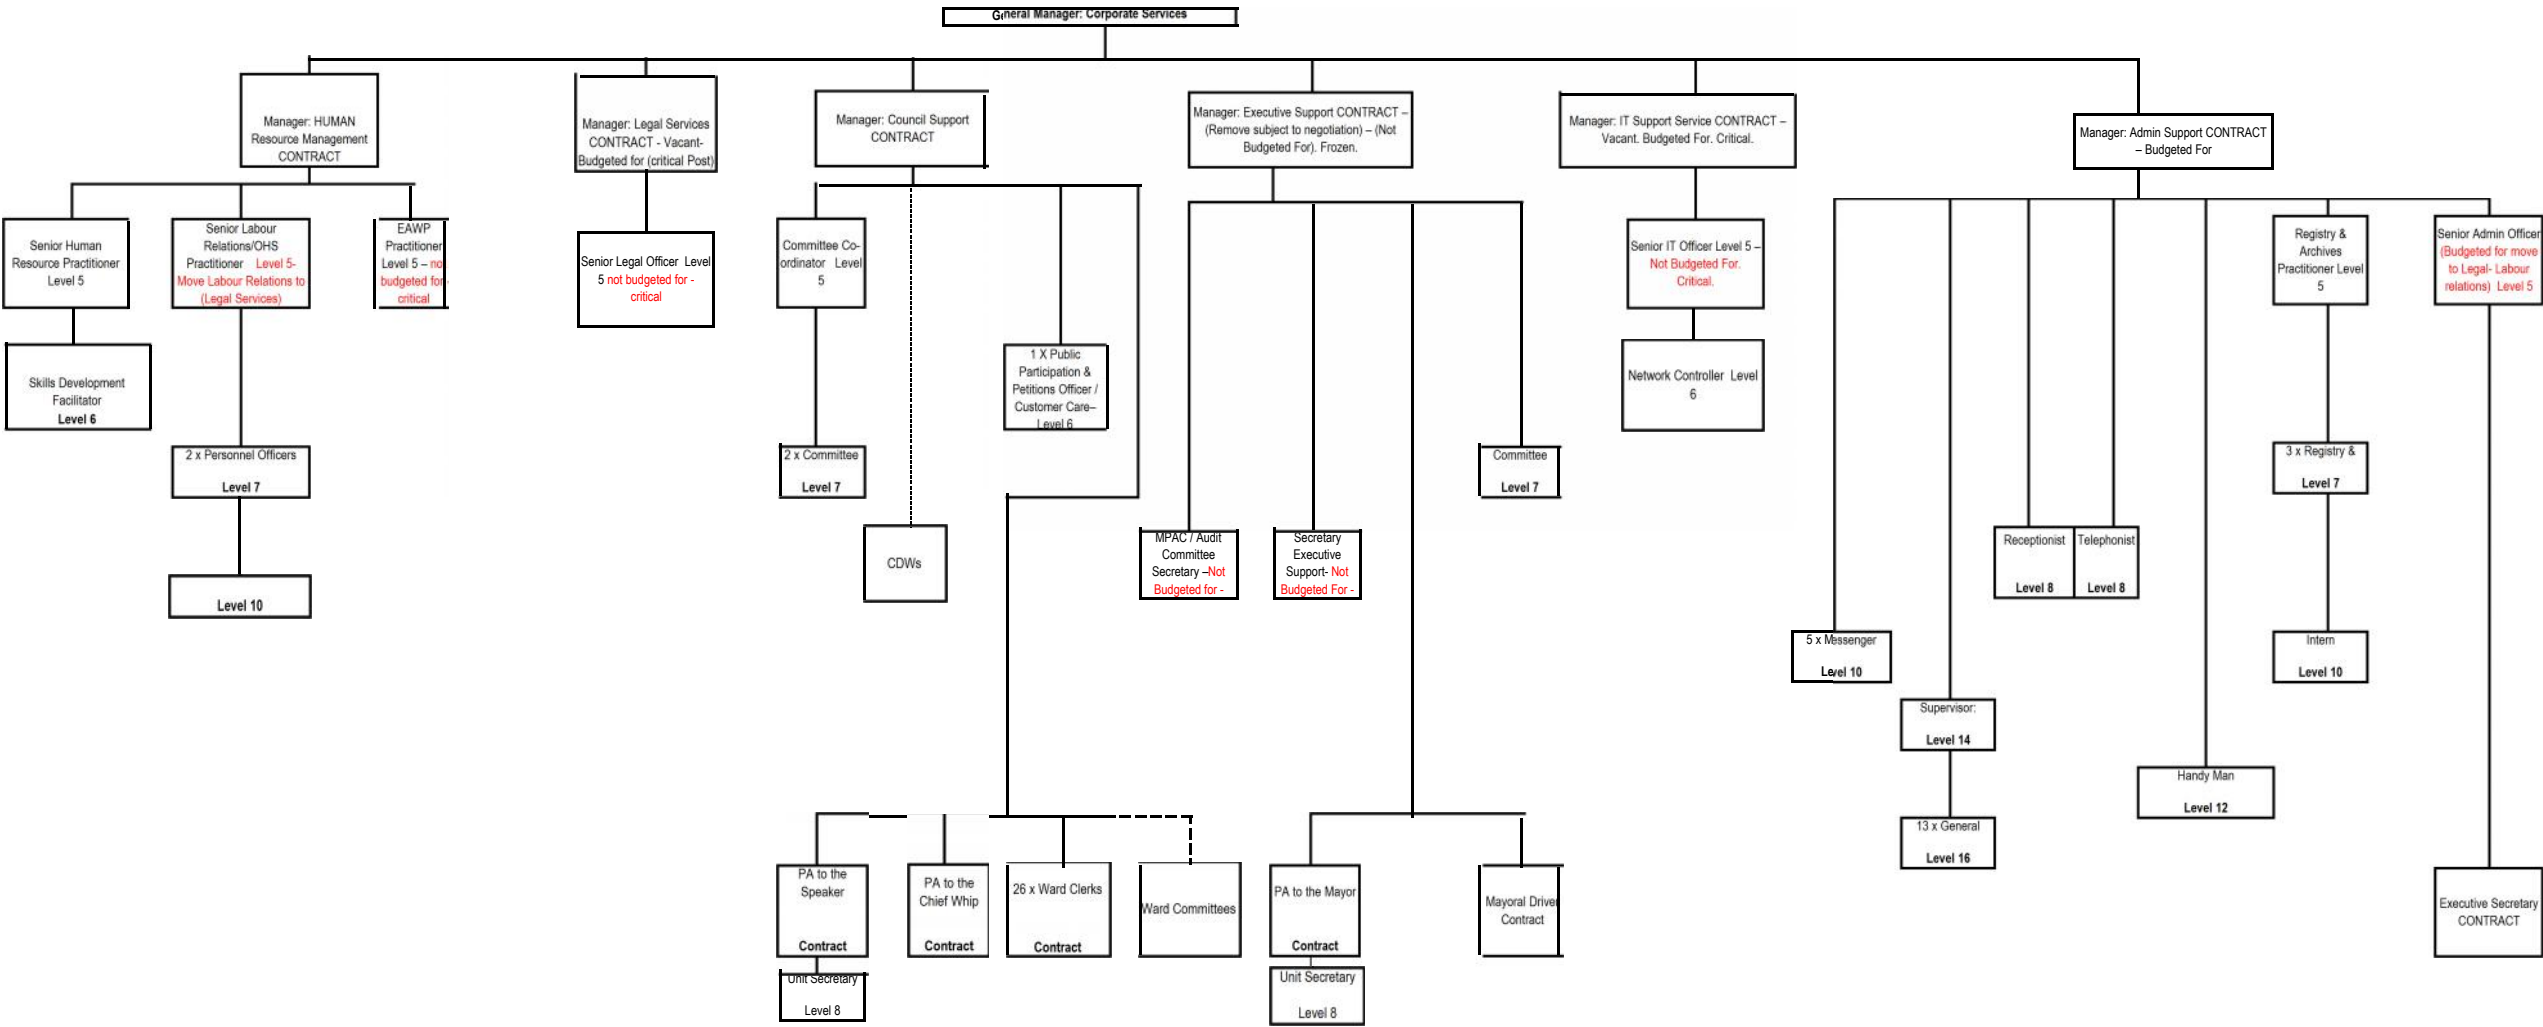 General Manager: Corporate Services
Manager: HUMAN
Resource Management
CONTRACT
Manager: Legal Services
CONTRACT - Vacant-
Budgeted for (critical Post)
Manager: Council Support
CONTRACT
Manager: Executive Support CONTRACT –
(Remove subject to negotiation) – (Not
Budgeted For). Frozen.
Manager: IT Support Service CONTRACT –
Vacant. Budgeted For. Critical.
Manager: Admin Support CONTRACT
– Budgeted For
Senior Human
Resource Practitioner
Level 5
Senior Labour
Relations/OHS
Practitioner Level 5-
Move Labour Relations to
(Legal Services)
EAWP
Practitioner
Level 5 – no
budgeted for -
critical
Senior Legal Officer Level
5 not budgeted for -
critical
Committee Co-
ordinator Level
5
1 X Public
Participation &
Petitions Officer /
Customer Care–
Level 6
Senior IT Officer Level 5 –
Not Budgeted For.
Critical.
Registry &
Archives
Practitioner Level
5
Senior Admin Officer
(Budgeted for move
to Legal- Labour
relations) Level 5
Skills Development
Facilitator
Level 6
Network Controller Level
6
2 x Personnel Officers
Level 7
2 x Committee
Level 7
Committee
Level 7
3 x Registry &
Level 7
CDWs
MPAC / Audit
Committee
Secretary –Not
Budgeted for -
Secretary
Executive
Support- Not
Budgeted For -
Receptionist
Level 8
Telephonist
Level 8
Level 10
5 x Messenger
Level 10
Intern
Level 10
Supervisor:
Level 14
Handy Man
Level 12
13 x General
Level 16
PA to the
Speaker
Contract
PA to the
Chief Whip
Contract
26 x Ward Clerks
Contract
Ward Committees
PA to the Mayor
Contract
Mayoral Driver
Contract
Executive Secretary
CONTRACT
Unit Secretary
Level 8
Unit Secretary
Level 8